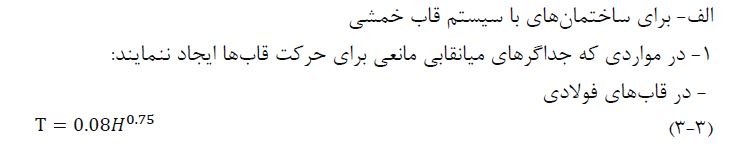 الف- برای ساختمان‌های با سیستم قاب خمشی
۱- در مواردی که جداگرهای میانقابی مانعی برای حرکت قاب‌ها ایجاد ننمایند:
- در قاب‌های فولادی
T = 0.08H^0.75 (۳-۳)